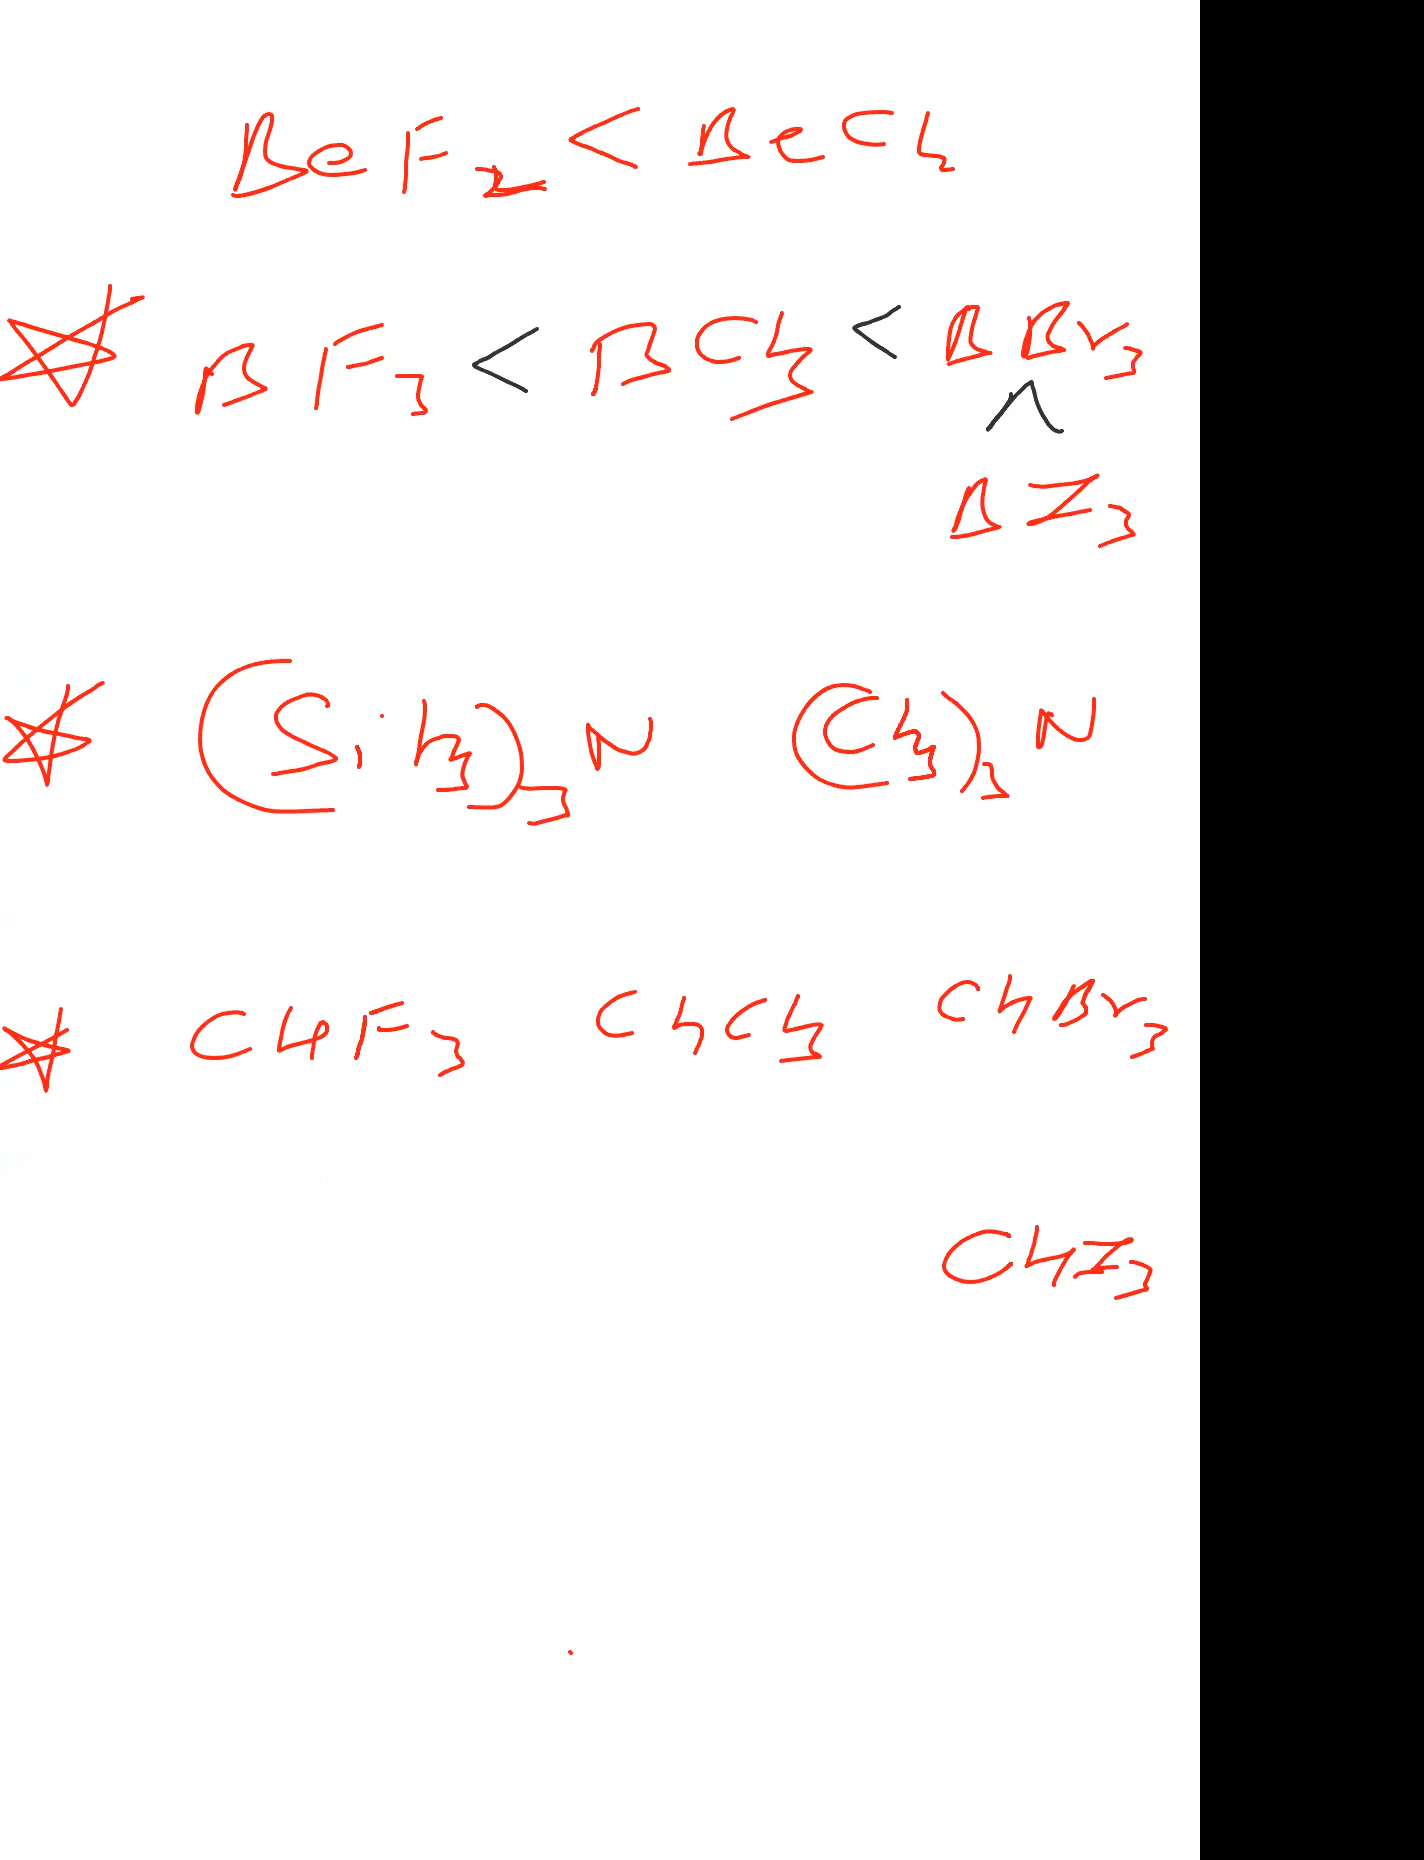 BeF2 < BeCl2
BF3 < BCl3 < BBr3
^
BI3
(SiH3)3N (CH3)3N
CHF3 CHCl3 CHBr3
CHI3